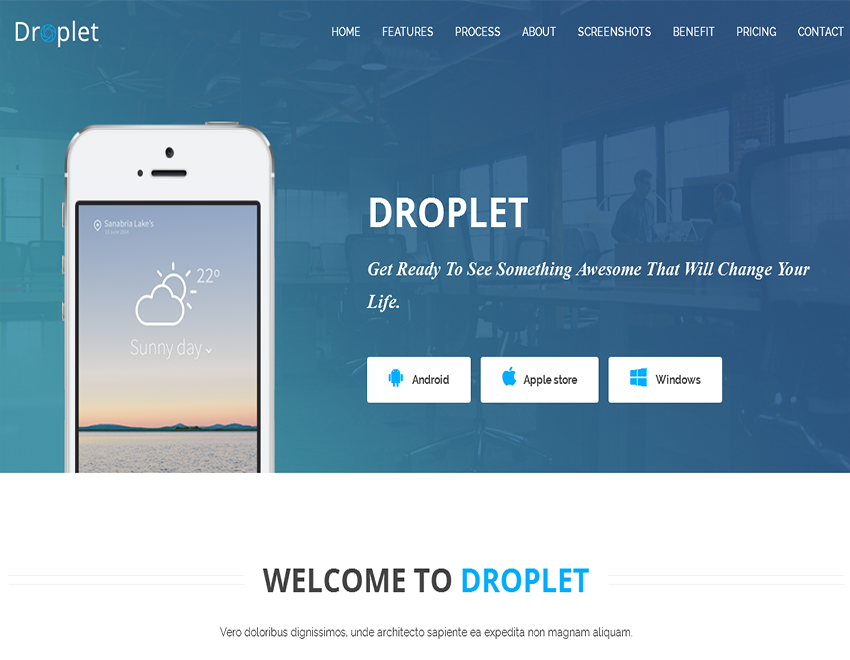 Droplet
HOME FEATURES PROCESS ABOUT SCREENSHOTS BENEFIT PRICING CONTACT
Sanabria Lake's
22°
Sunny day
DROPLET
Get Ready To See Something Awesome That Will Change Your
Life.
Android Apple store Windows
WELCOME TO DROPLET
Vero doloribus dignissimos, unde architecto sapiente ea expedita non magnam aliquam.